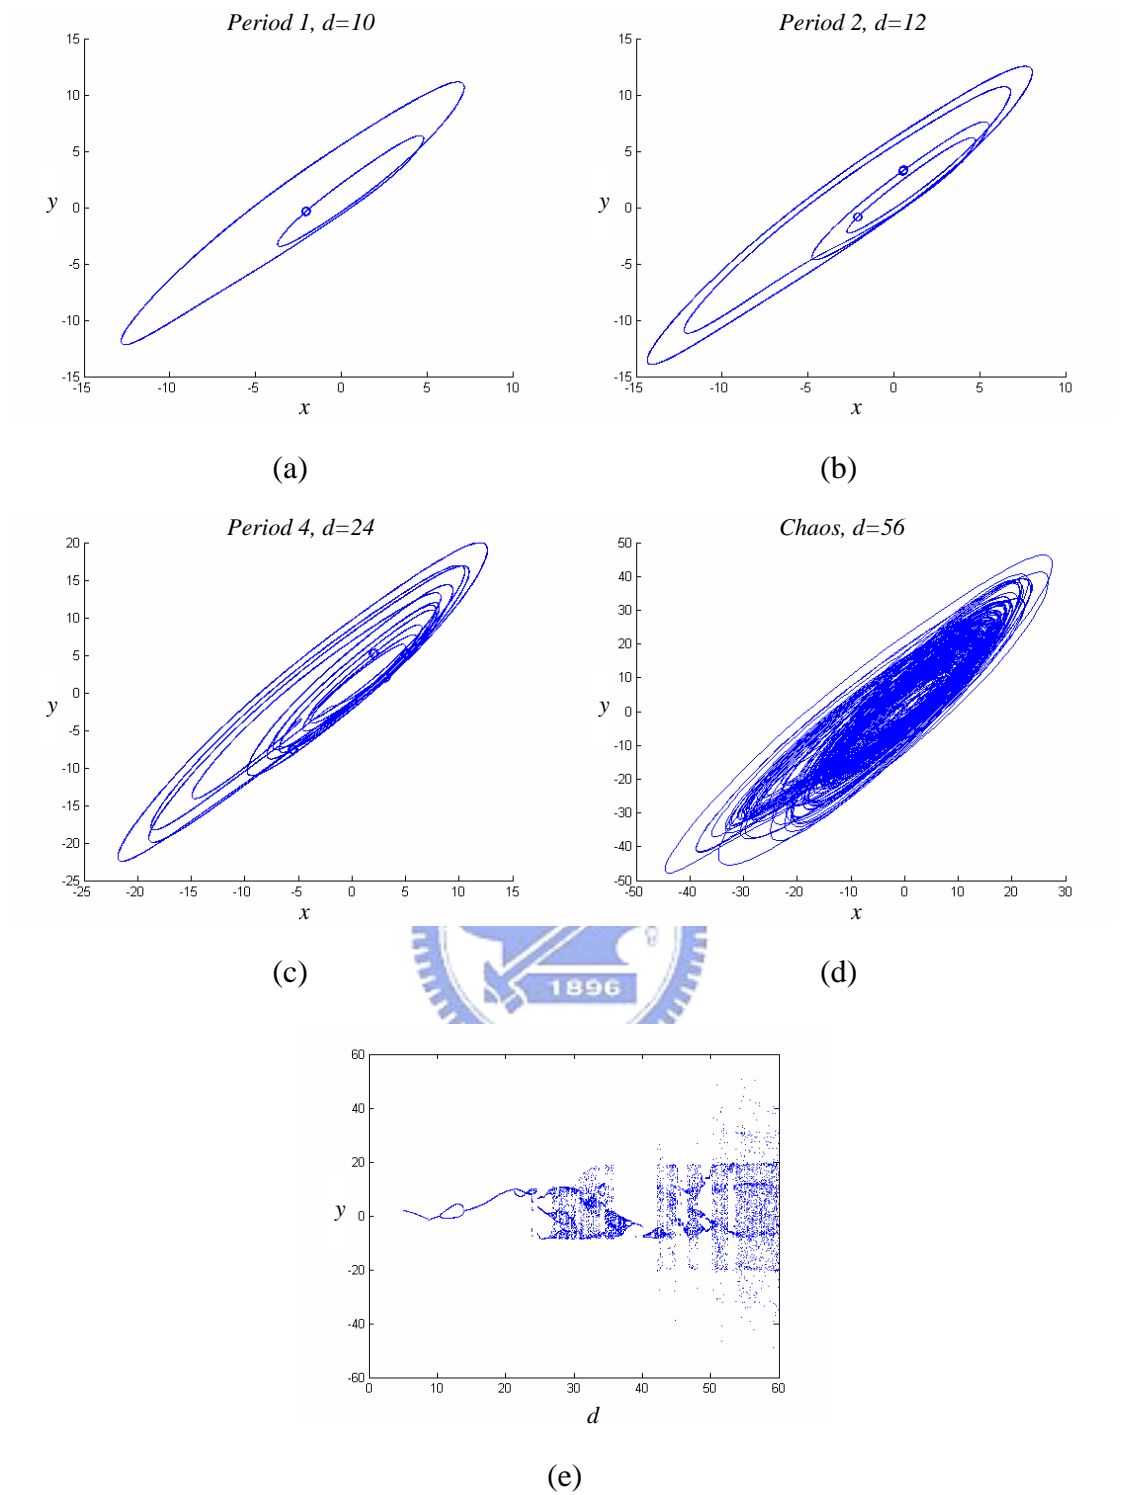 Period 1, d=10
Period 2, d=12
15
10
5
y 0
-5
-10
-15
-15 -10 -5 0 5 10
x
15
10
5
y 0
-5
-10
-15
-15 -10 -5 0 5 10
x
(a)
(b)
Period 4, d=24
Chaos, d=56
20
15
10
5
0
y
-5
-10
-15
-20
-25
-25 -20 -15 -10 -5 0 5 10 15
x
50
40
30
20
10
y 0
-10
-20
-30
-40
-50
-50 -40 -30 -20 -10 0 10 20 30
x
(c)
(d)
1896
60
40
20
y 0
-20
-40
-60
0 10 20 30 40 50 60
d
(e)